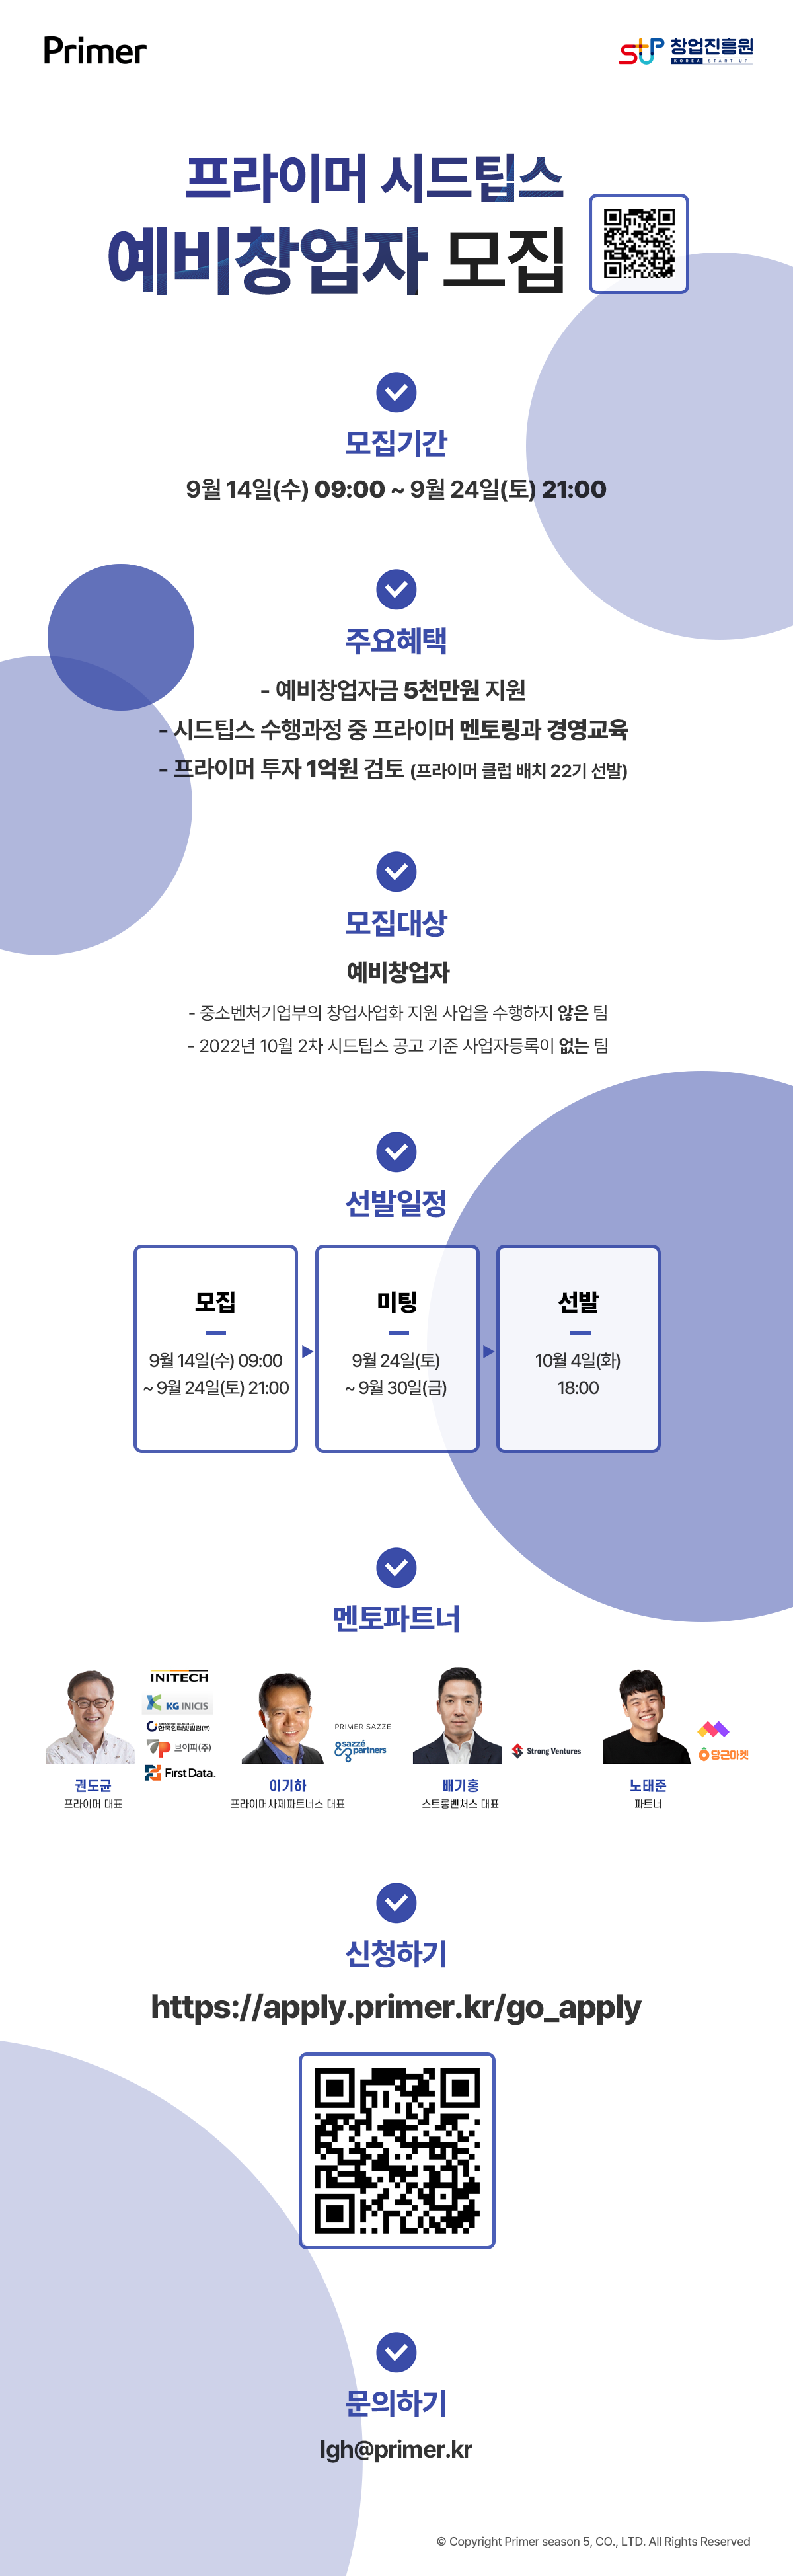 Primer
STUP 창업진흥원
KOREA START UP
프라이머 시드팁스
예비창업자 모집
모집기간
9월 14일(수) 09:00 ~ 9월 24일(토) 21:00
주요혜택
- 예비창업자금 5천만원 지원
- 시드팁스 수행과정 중 프라이머 멘토링과 경영교육
- 프라이머 투자 1억원 검토 (프라이머 클럽 배치 22기 선발)
모집대상
예비창업자
- 중소벤처기업부의 창업사업화 지원 사업을 수행하지 않은 팀
- 2022년 10월 2차 시드팁스 공고 기준 사업자등록이 없는 팀
선발일정
모집
9월 14일(수) 09:00
~ 9월 24일(토) 21:00
미팅
9월 24일(토)
~ 9월 30일(금)
선발
10월 4일(화)
18:00
멘토파트너
INITECH
KG INICIS
한국인터넷빌링(주)
브이피(주)
First Data.
권도균
프라이머 대표
PRIMER SAZZE
sazzé
partners
이기하
프라이머사제파트너스 대표
Strong Ventures
배기홍
스트롱벤처스 대표
당근마켓
노태준
파트너
신청하기
https://apply.primer.kr/go_apply
문의하기
lgh@primer.kr
© Copyright Primer season 5, CO., LTD. All Rights Reserved